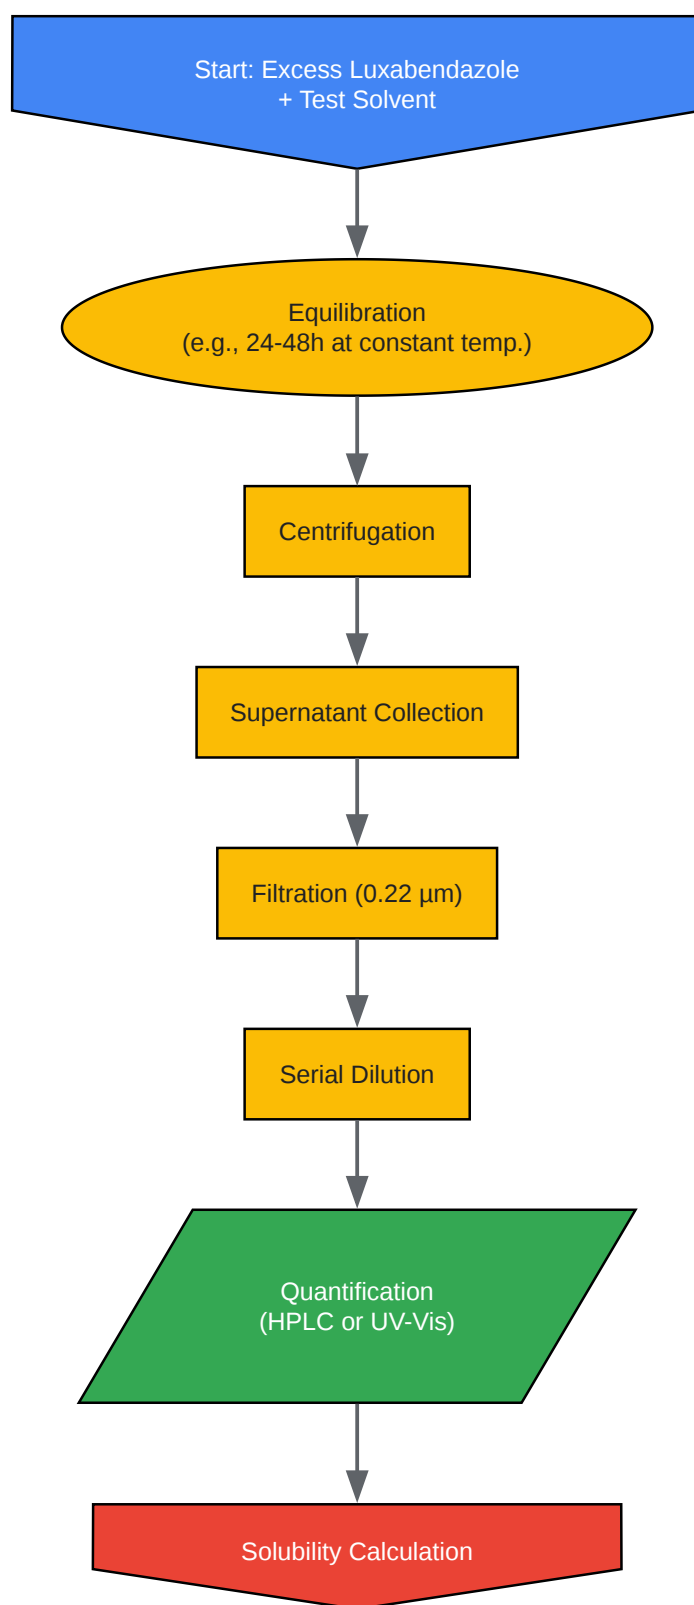 Start: Excess Luxabendazole
+ Test Solvent
Equilibration
(e.g., 24-48h at constant temp.)
Centrifugation
Supernatant Collection
Filtration (0.22 µm)
Serial Dilution
Quantification
(HPLC or UV-Vis)
Solubility Calculation